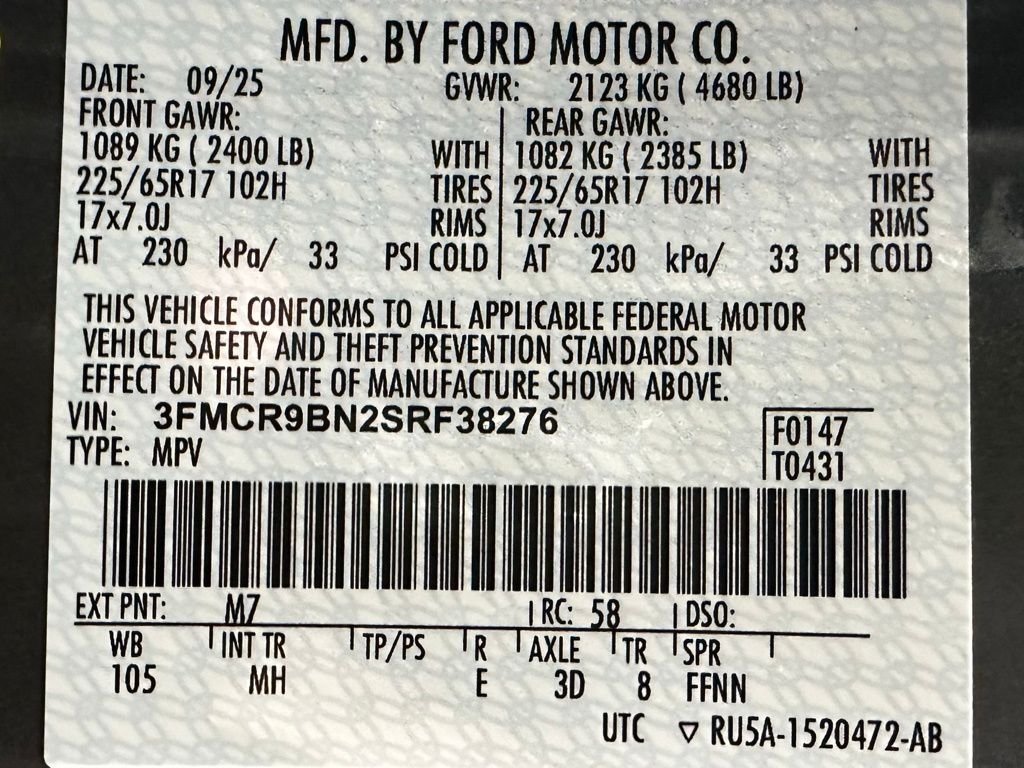 MFD. BY FORD MOTOR CO.
DATE: 09/25 GVWR: 2123 KG ( 4680 LB)
FRONT GAWR: REAR GAWR:
1089 KG ( 2400 LB) WITH 1082 KG ( 2385 LB) WITH
225/65R17 102H TIRES 225/65R17 102H TIRES
17x7.0J RIMS 17x7.0J RIMS
AT 230 kPa/ 33 PSI COLD AT 230 kPa/ 33 PSI COLD
THIS VEHICLE CONFORMS TO ALL APPLICABLE FEDERAL MOTOR
VEHICLE SAFETY AND THEFT PREVENTION STANDARDS IN
EFFECT ON THE DATE OF MANUFACTURE SHOWN ABOVE.
VIN: 3FMCR9BN2SRF38276
F0147
TYPE: MPV
T0431
EXT PNT: M7 RC: 58 DSO:
WB INT TR TP/PS R AXLE TR SPR
105 MH E 3D 8 FFNN
UTC ▽ RU5A-1520472-AB